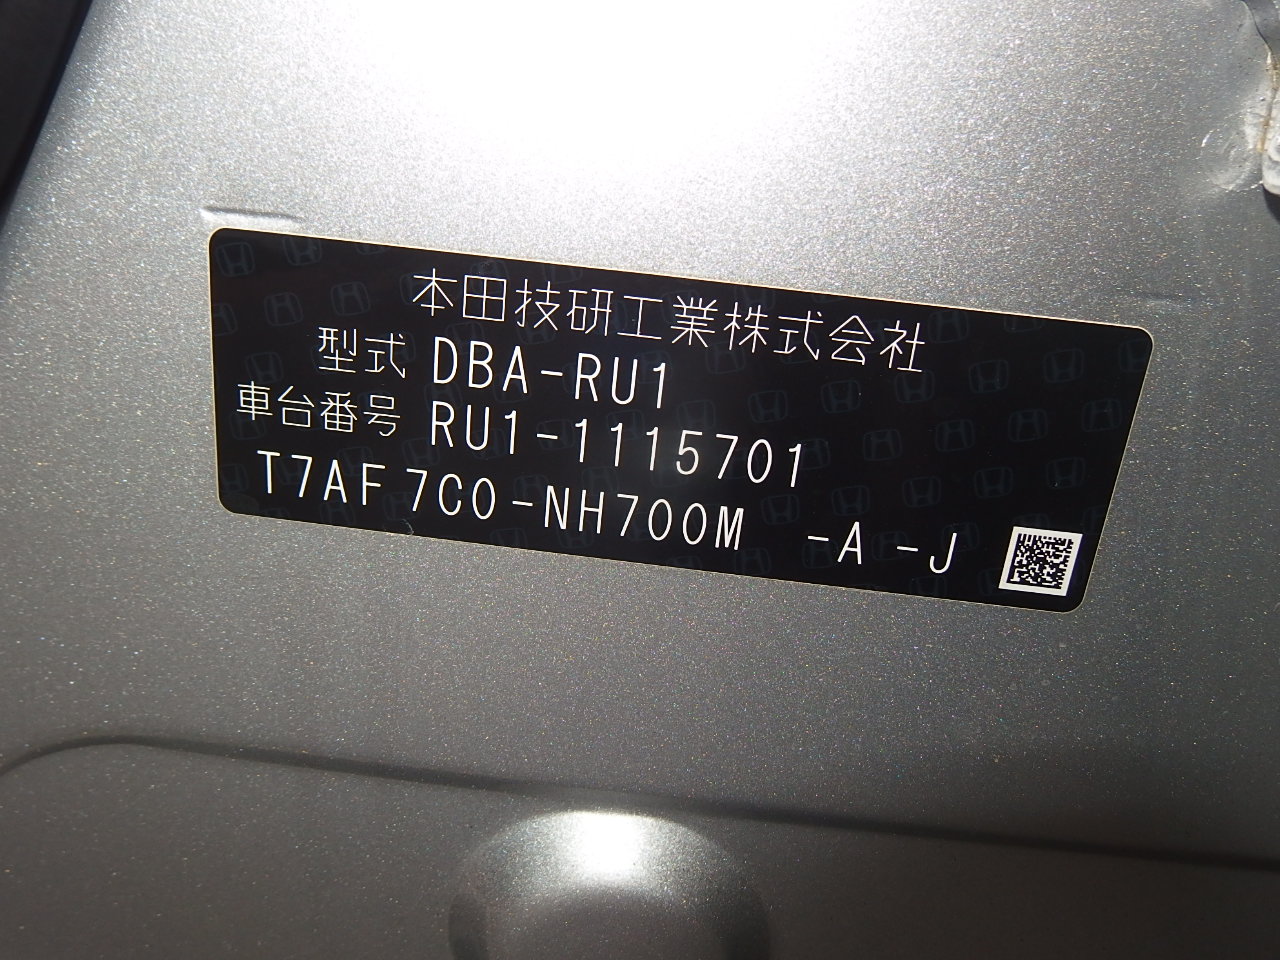 本田技研工業株式会社
型式 DBA-RU1
車台番号 RU1-1115701
T7AF7C0-NH700M -A -J